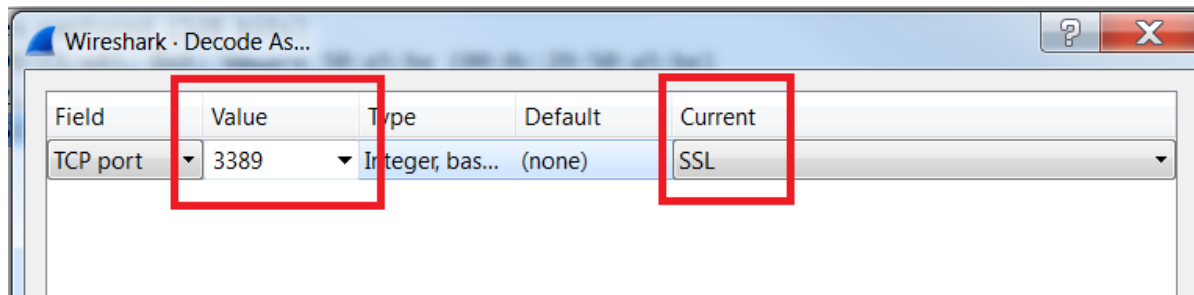 Wireshark · Decode As...
Field Value Type Default Current
TCP port 3389 Integer, bas... (none) SSL